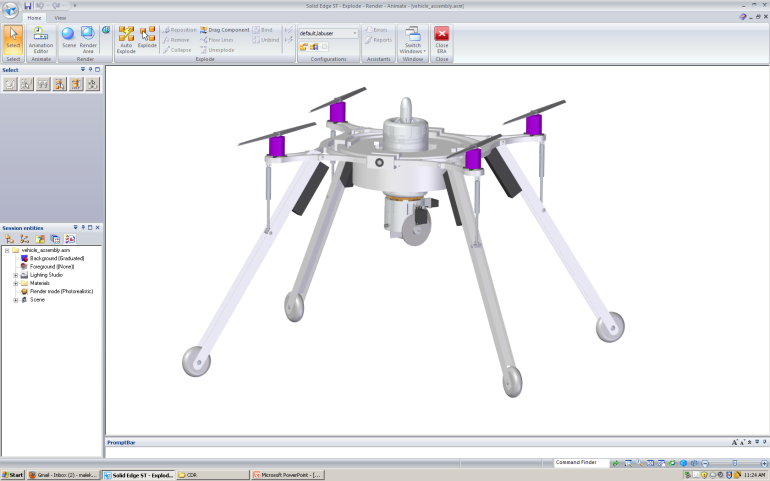 Solid Edge ST - Explode - Render - Animate - [vehicle_assembly.asm]
Home View
Select
Animation Editor
Scene
Render Area
Auto Explode
Explode
Reposition
Remove
Collapse
Drag Component
Flow Lines
Unexplode
Bind
Unbind
default,labuser
Errors
Reports
Switch Windows
Close ERA
Select Animate Render Explode Configurations Assistants Window Close
Select
Session entities
vehicle_assembly.asm
Background (Graduated)
Foreground ((None))
Lighting Studio
Materials
Render mode (Photorealistic)
Scene
PromptBar
Command Finder
Start
Gmail - Inbox (2) - malek...
Solid Edge ST - Explod...
CDR
Microsoft PowerPoint - [...
11:24 AM